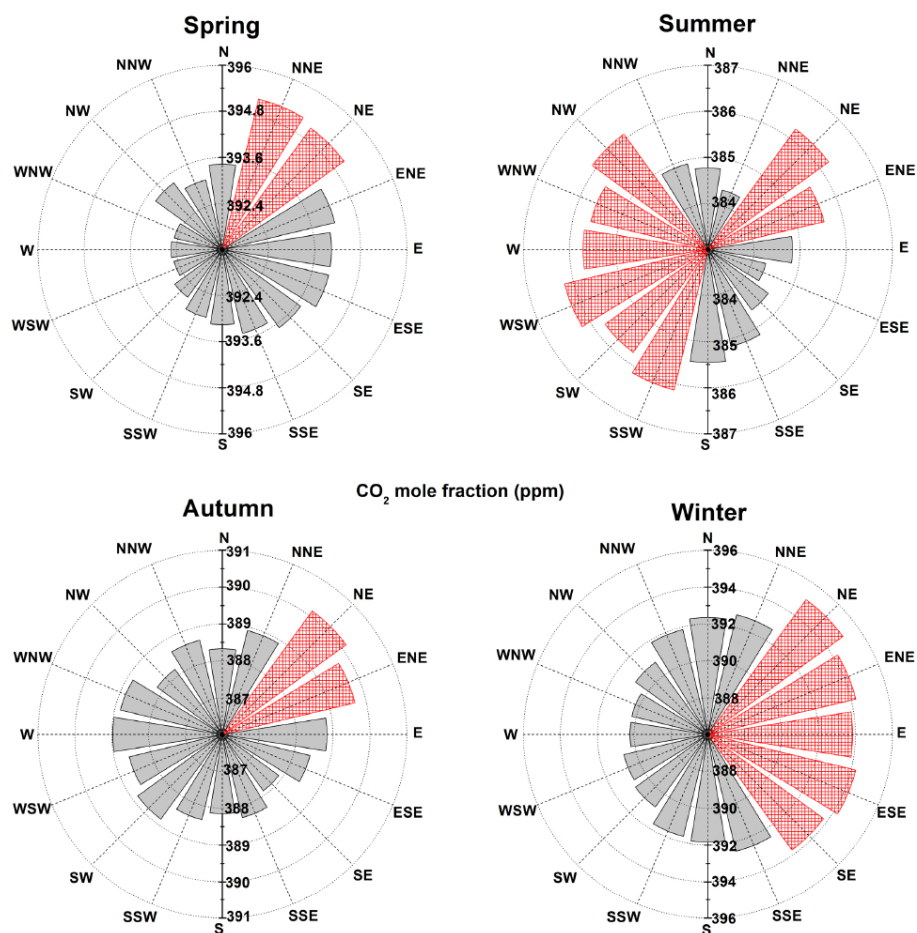 Spring
N
NNE
NE
ENE
E
ESE
SE
SSE
S
SSW
SW
WSW
W
WNW
NW
NNW
396
394.8
393.6
392.4
392.4
393.6
394.8
396
Summer
N
NNE
NE
ENE
E
ESE
SE
SSE
S
SSW
SW
WSW
W
WNW
NW
NNW
387
386
385
384
384
385
386
387
CO2 mole fraction (ppm)
Autumn
N
NNE
NE
ENE
E
ESE
SE
SSE
S
SSW
SW
WSW
W
WNW
NW
NNW
391
390
389
388
387
387
388
389
390
391
Winter
N
NNE
NE
ENE
E
ESE
SE
SSE
S
SSW
SW
WSW
W
WNW
NW
NNW
396
394
392
390
388
388
390
392
394
396